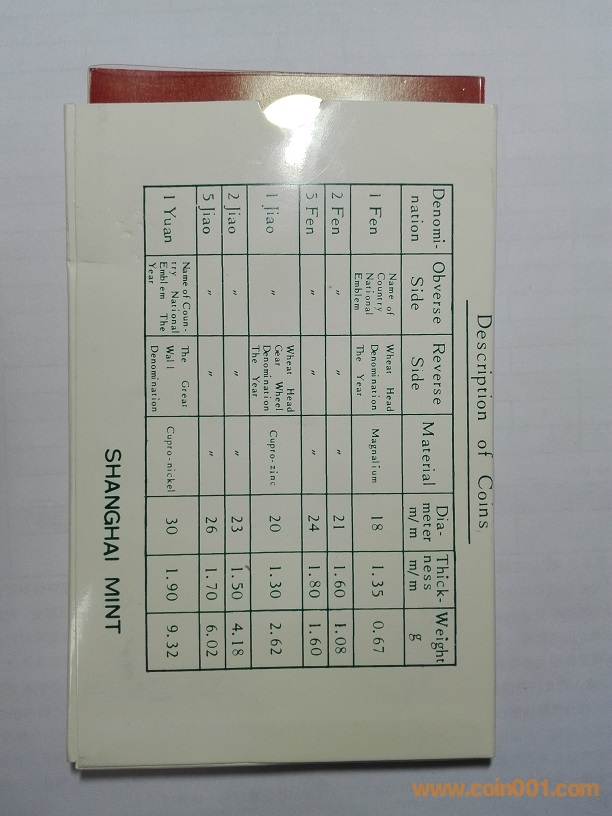 Description of Coins
Denomi-
nation
Obverse
Side
Reverse
Side
Material
Dia-
meter
m/m
Thick-
ness
m/m
Weight
g
1 Fen
Name of
Country
National
Emblem
Wheat Head
Denomination
The Year
Magnalium
18
1.35
0.67
2 Fen
〃
〃
〃
21
1.60
1.08
5 Fen
〃
〃
〃
24
1.80
1.60
1 Jiao
〃
Wheat Head
Gear Wheel
Denomination
The Year
Cupro-zinc
20
1.30
2.62
2 Jiao
〃
〃
〃
23
1.50
4.18
5 Jiao
〃
〃
〃
26
1.70
6.02
1 Yuan
Name of Coun-
try National
Emblem The
Year
The Great
Wall
Denomination
Cupro-nickel
30
1.90
9.32
SHANGHAI MINT
www.coin001.com